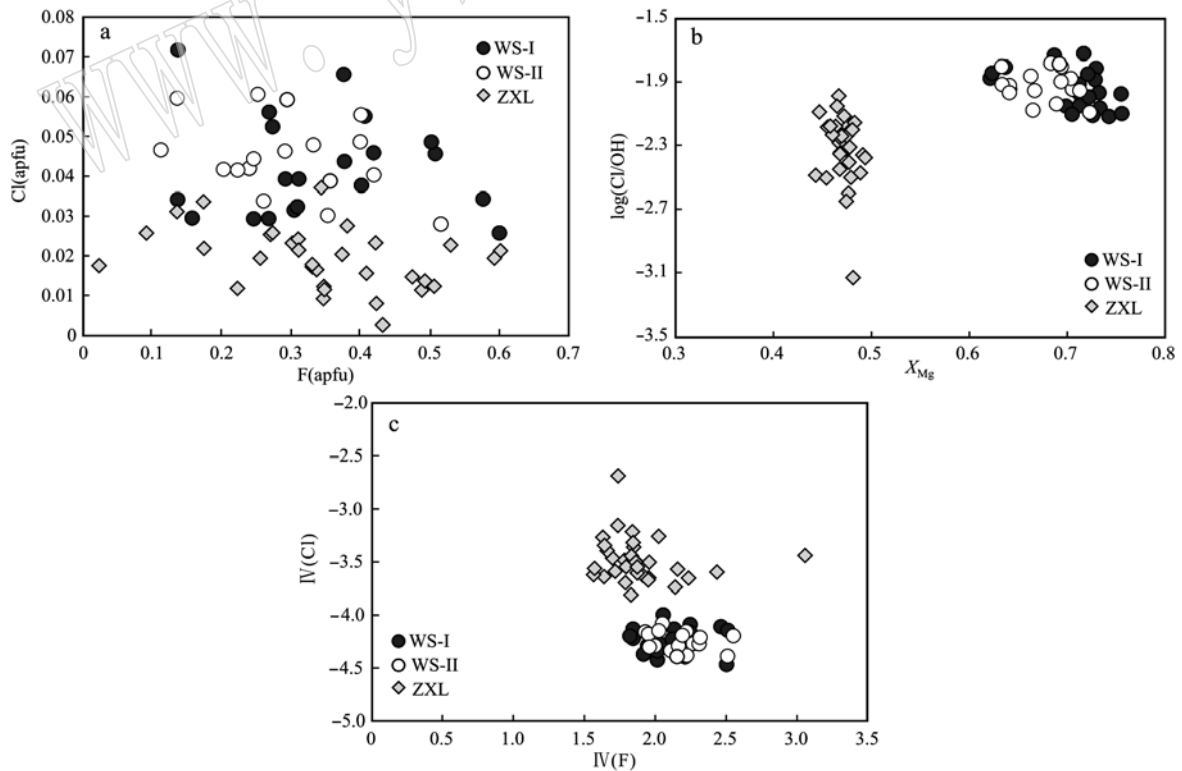 www.y
a
0.08
0.07
0.06
0.05
0.04
0.03
0.02
0.01
0
Cl(apfu)
WS-I
WS-II
ZXL
0 0.1 0.2 0.3 0.4 0.5 0.6 0.7
F(apfu)
b
−1.5
−1.9
−2.3
−2.7
−3.1
−3.5
log(Cl/OH)
WS-I
WS-II
ZXL
0.3 0.4 0.5 0.6 0.7 0.8
XMg
c
−2.0
−2.5
−3.0
−3.5
−4.0
−4.5
−5.0
Ⅳ(Cl)
WS-I
WS-II
ZXL
0 0.5 1.0 1.5 2.0 2.5 3.0 3.5
Ⅳ(F)